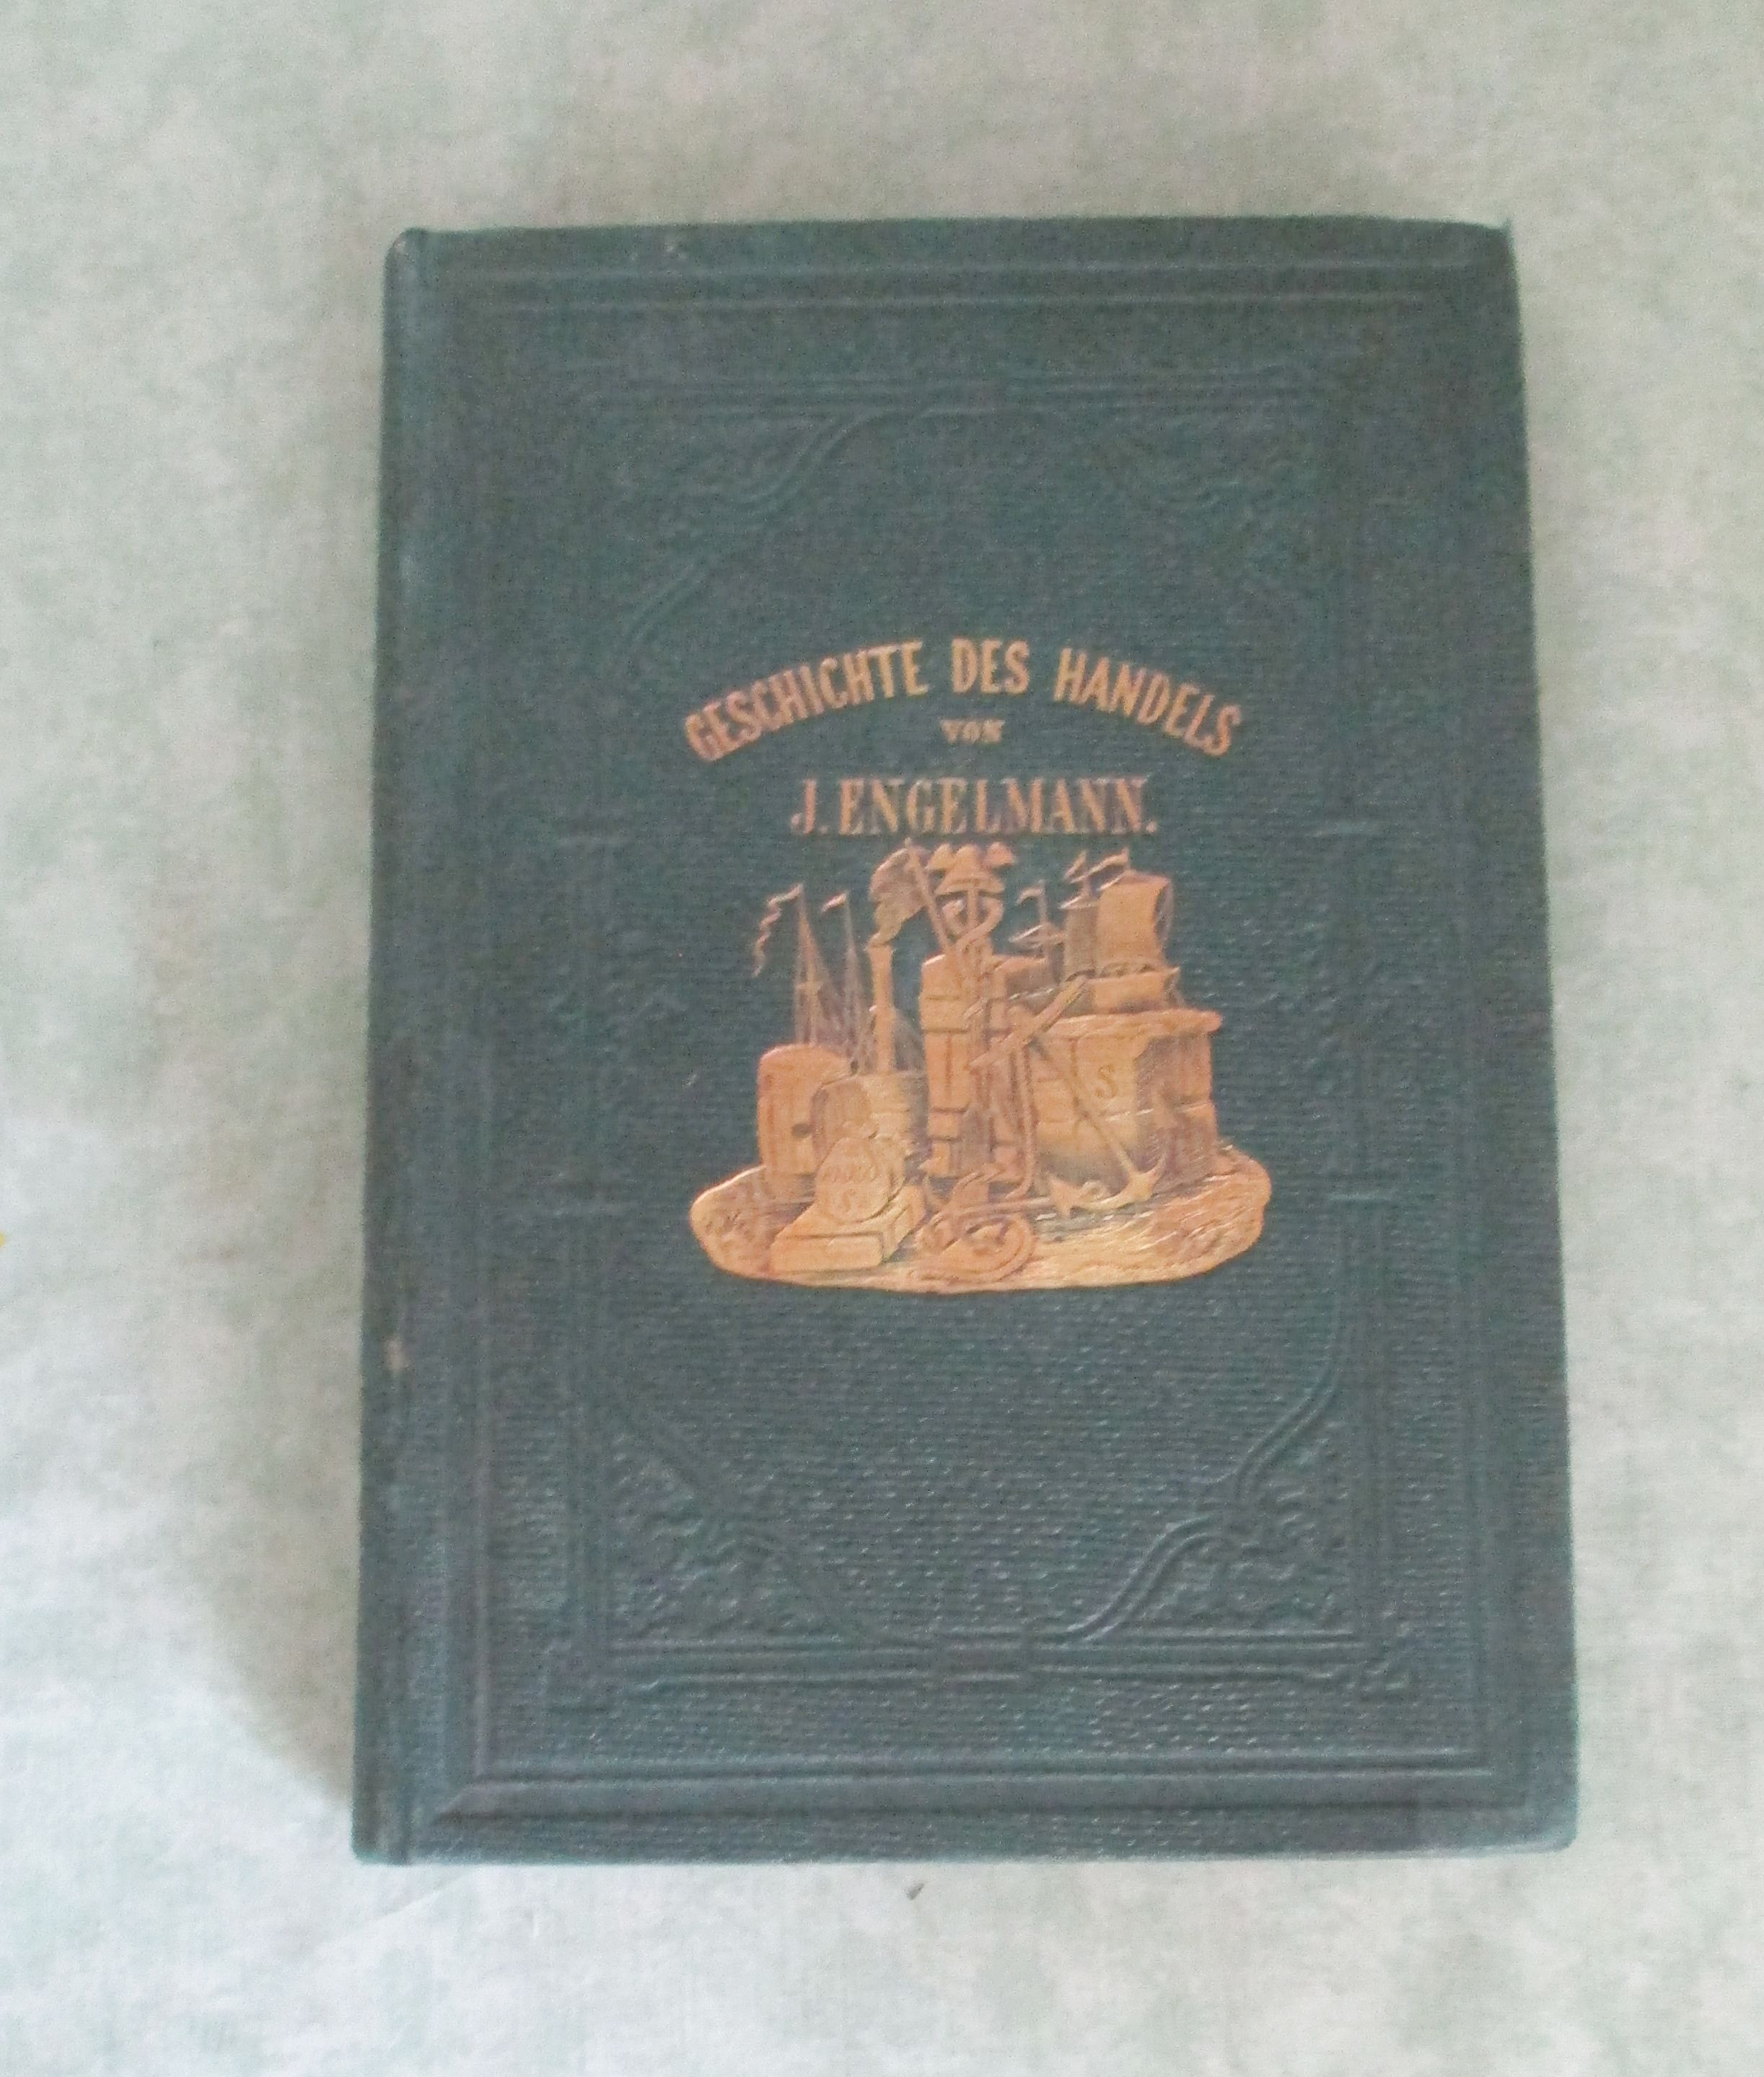 GESCHICHTE DES HANDELS
VON
J. ENGELMANN.
S